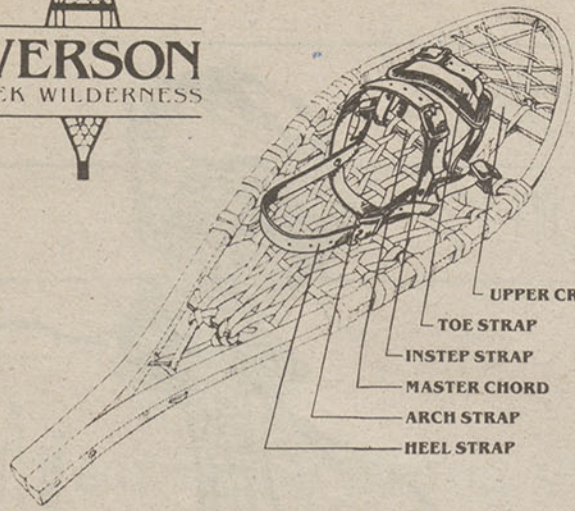 VERSON
EK WILDERNESS
UPPER CR
TOE STRAP
INSTEP STRAP
MASTER CHORD
ARCH STRAP
HEEL STRAP